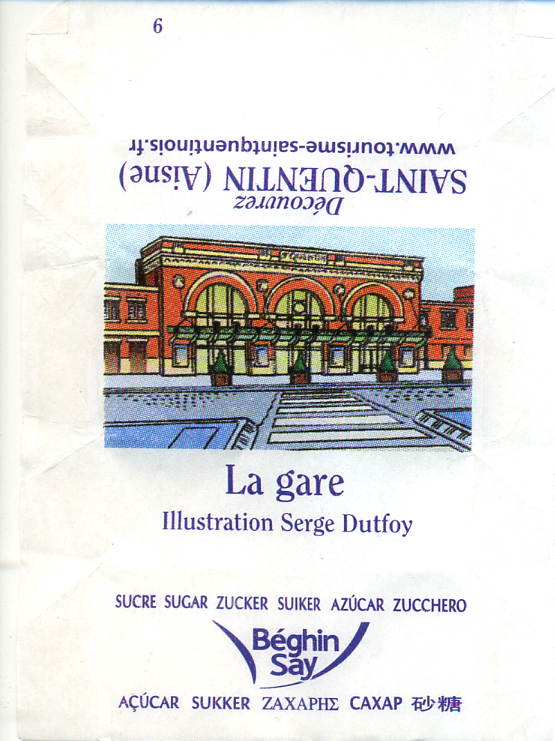 6
Découvrez
SAINT-QUENTIN (Aisne)
www.tourisme-saintquentinois.fr
La gare
Illustration Serge Dutfoy
SUCRE SUGAR ZUCKER SUIKER AZÚCAR ZUCCHERO
Béghin
Say
AÇÚCAR SUKKER ΖΑΧΑΡΗΣ САХАР 砂糖